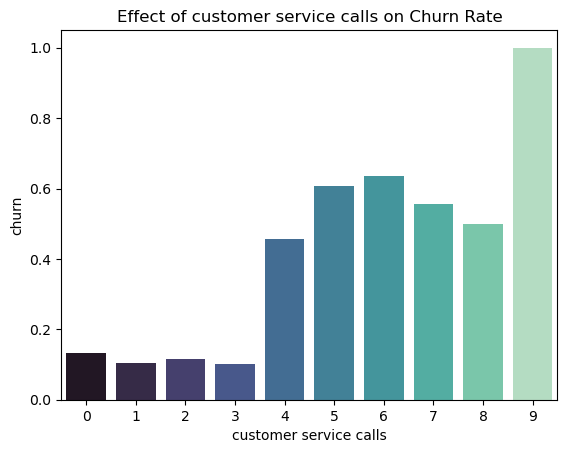 Effect of customer service calls on Churn Rate
1.0
0.8
0.6
0.4
0.2
0.0
churn
0 1 2 3 4 5 6 7 8 9
customer service calls